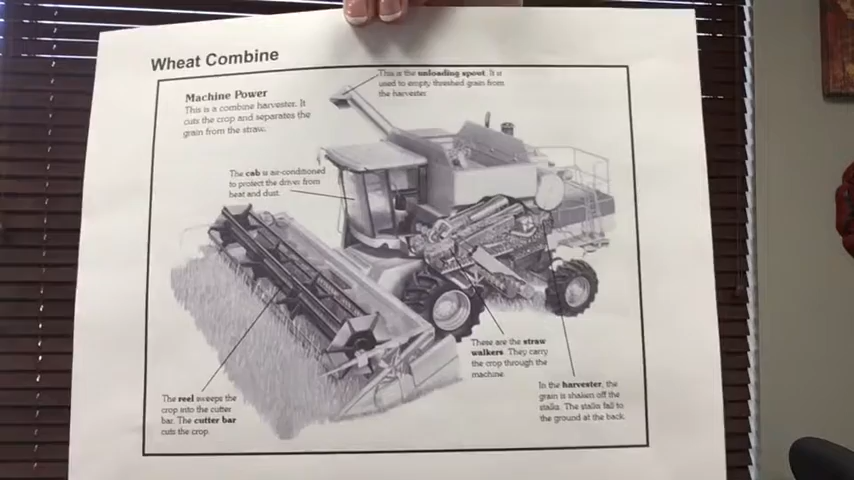 Wheat Combine
Machine Power
This is a combine harvester. It
cuts the crop and separates the
grain from the straw.
This is the unloading spout. It is
used to empty threshed grain from
the harvester.
The cab is air-conditioned
to protect the driver from
heat and dust.
These are the straw
walkers. They carry
the crop through the
machine.
The reel sweeps the
crop into the cutter
bar. The cutter bar
cuts the crop.
In the harvester, the
grain is shaken off the
stalks. The stalks fall to
the ground at the back.